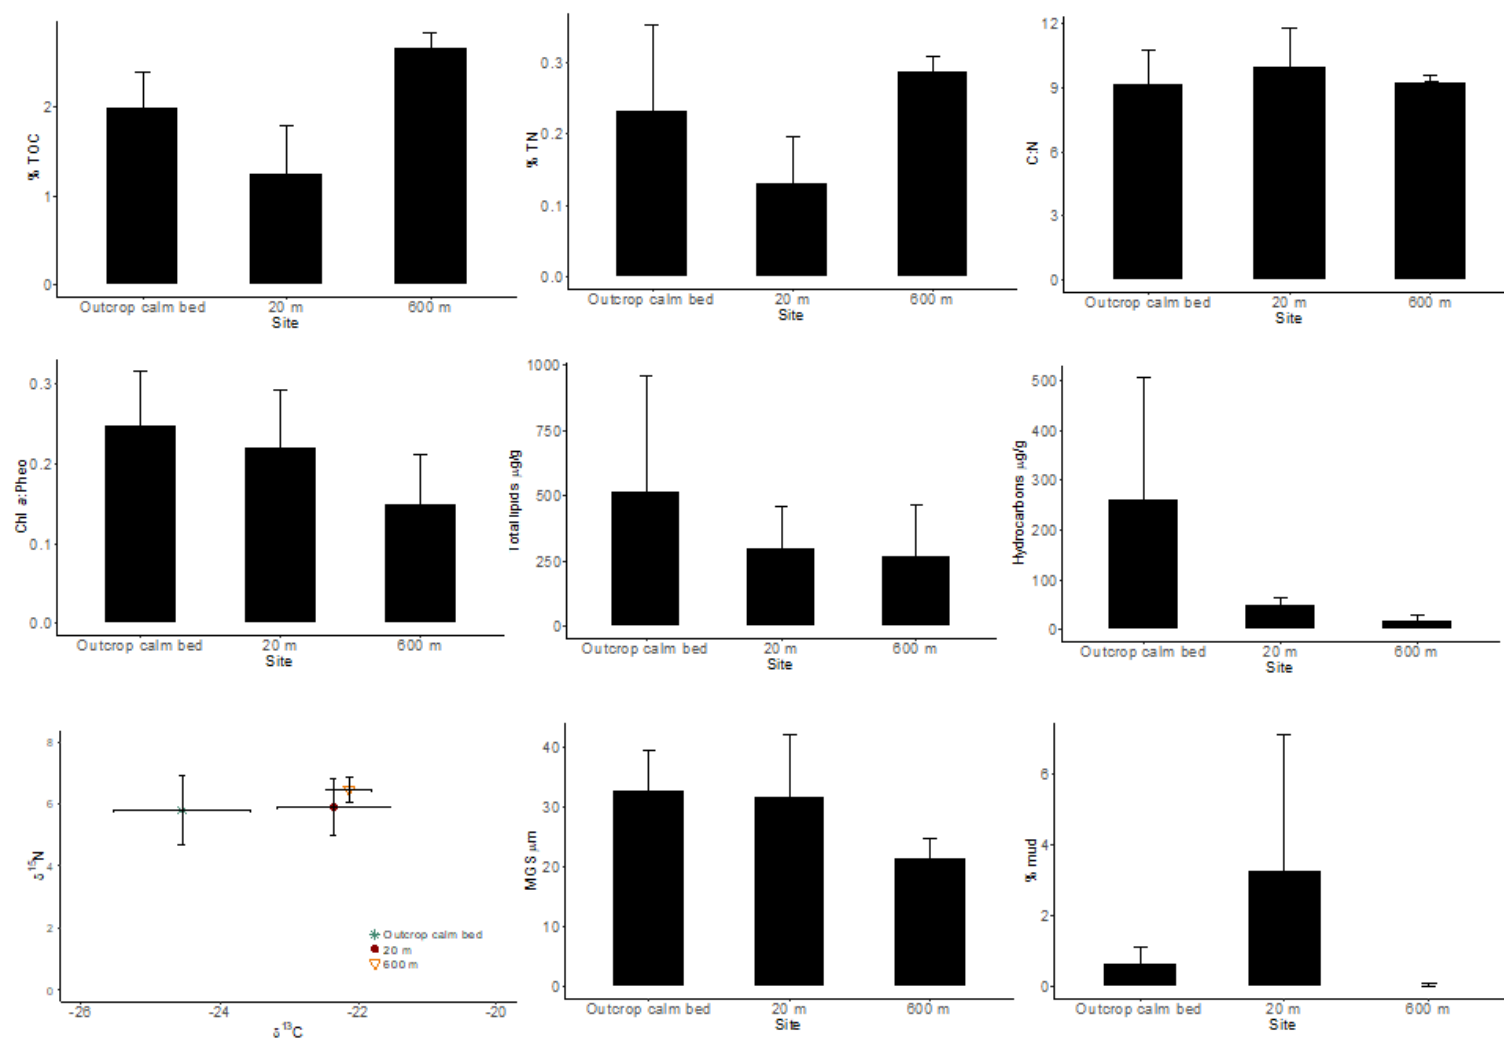 % TOC
2
1
0
Outcrop calm bed 20 m 600 m
Site
% TN
0.3
0.2
0.1
0.0
Outcrop calm bed 20 m 600 m
Site
C:N
12
9
6
3
0
Outcrop calm bed 20 m 600 m
Site
Chl a:Pheo
0.3
0.2
0.1
0.0
Outcrop calm bed 20 m 600 m
Site
Total lipids µg/g
1000
750
500
250
0
Outcrop calm bed 20 m 600 m
Site
Hydrocarbons µg/g
500
400
300
200
100
0
Outcrop calm bed 20 m 600 m
Site
δ15N
8
6
4
2
0
Outcrop calm bed
20 m
600 m
-26 -24 -22 -20
δ13C
MGS µm
40
30
20
10
0
Outcrop calm bed 20 m 600 m
Site
% mud
6
4
2
0
Outcrop calm bed 20 m 600 m
Site